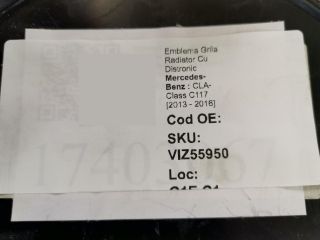 Emblema Grila
Radiator Cu
Distronic
Mercedes-
Benz : CLA-
Class C117
[2013 - 2016]
Cod OE:
SKU:
VIZ55950
Loc: